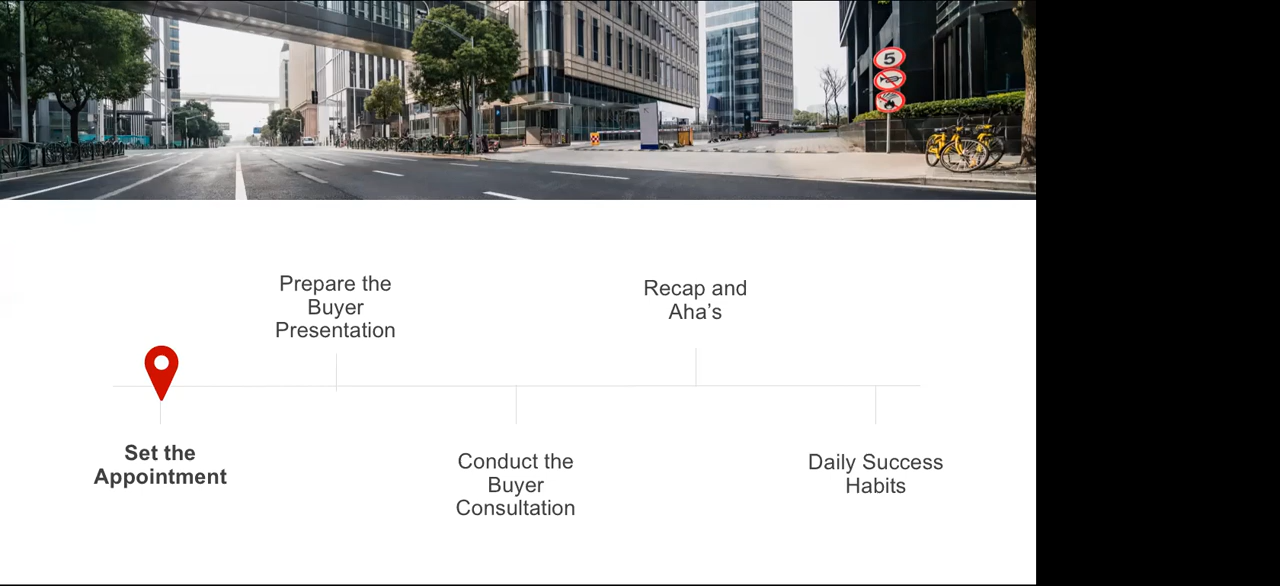 5
Prepare the
Buyer
Presentation
Recap and
Aha’s
Set the
Appointment
Conduct the
Buyer
Consultation
Daily Success
Habits